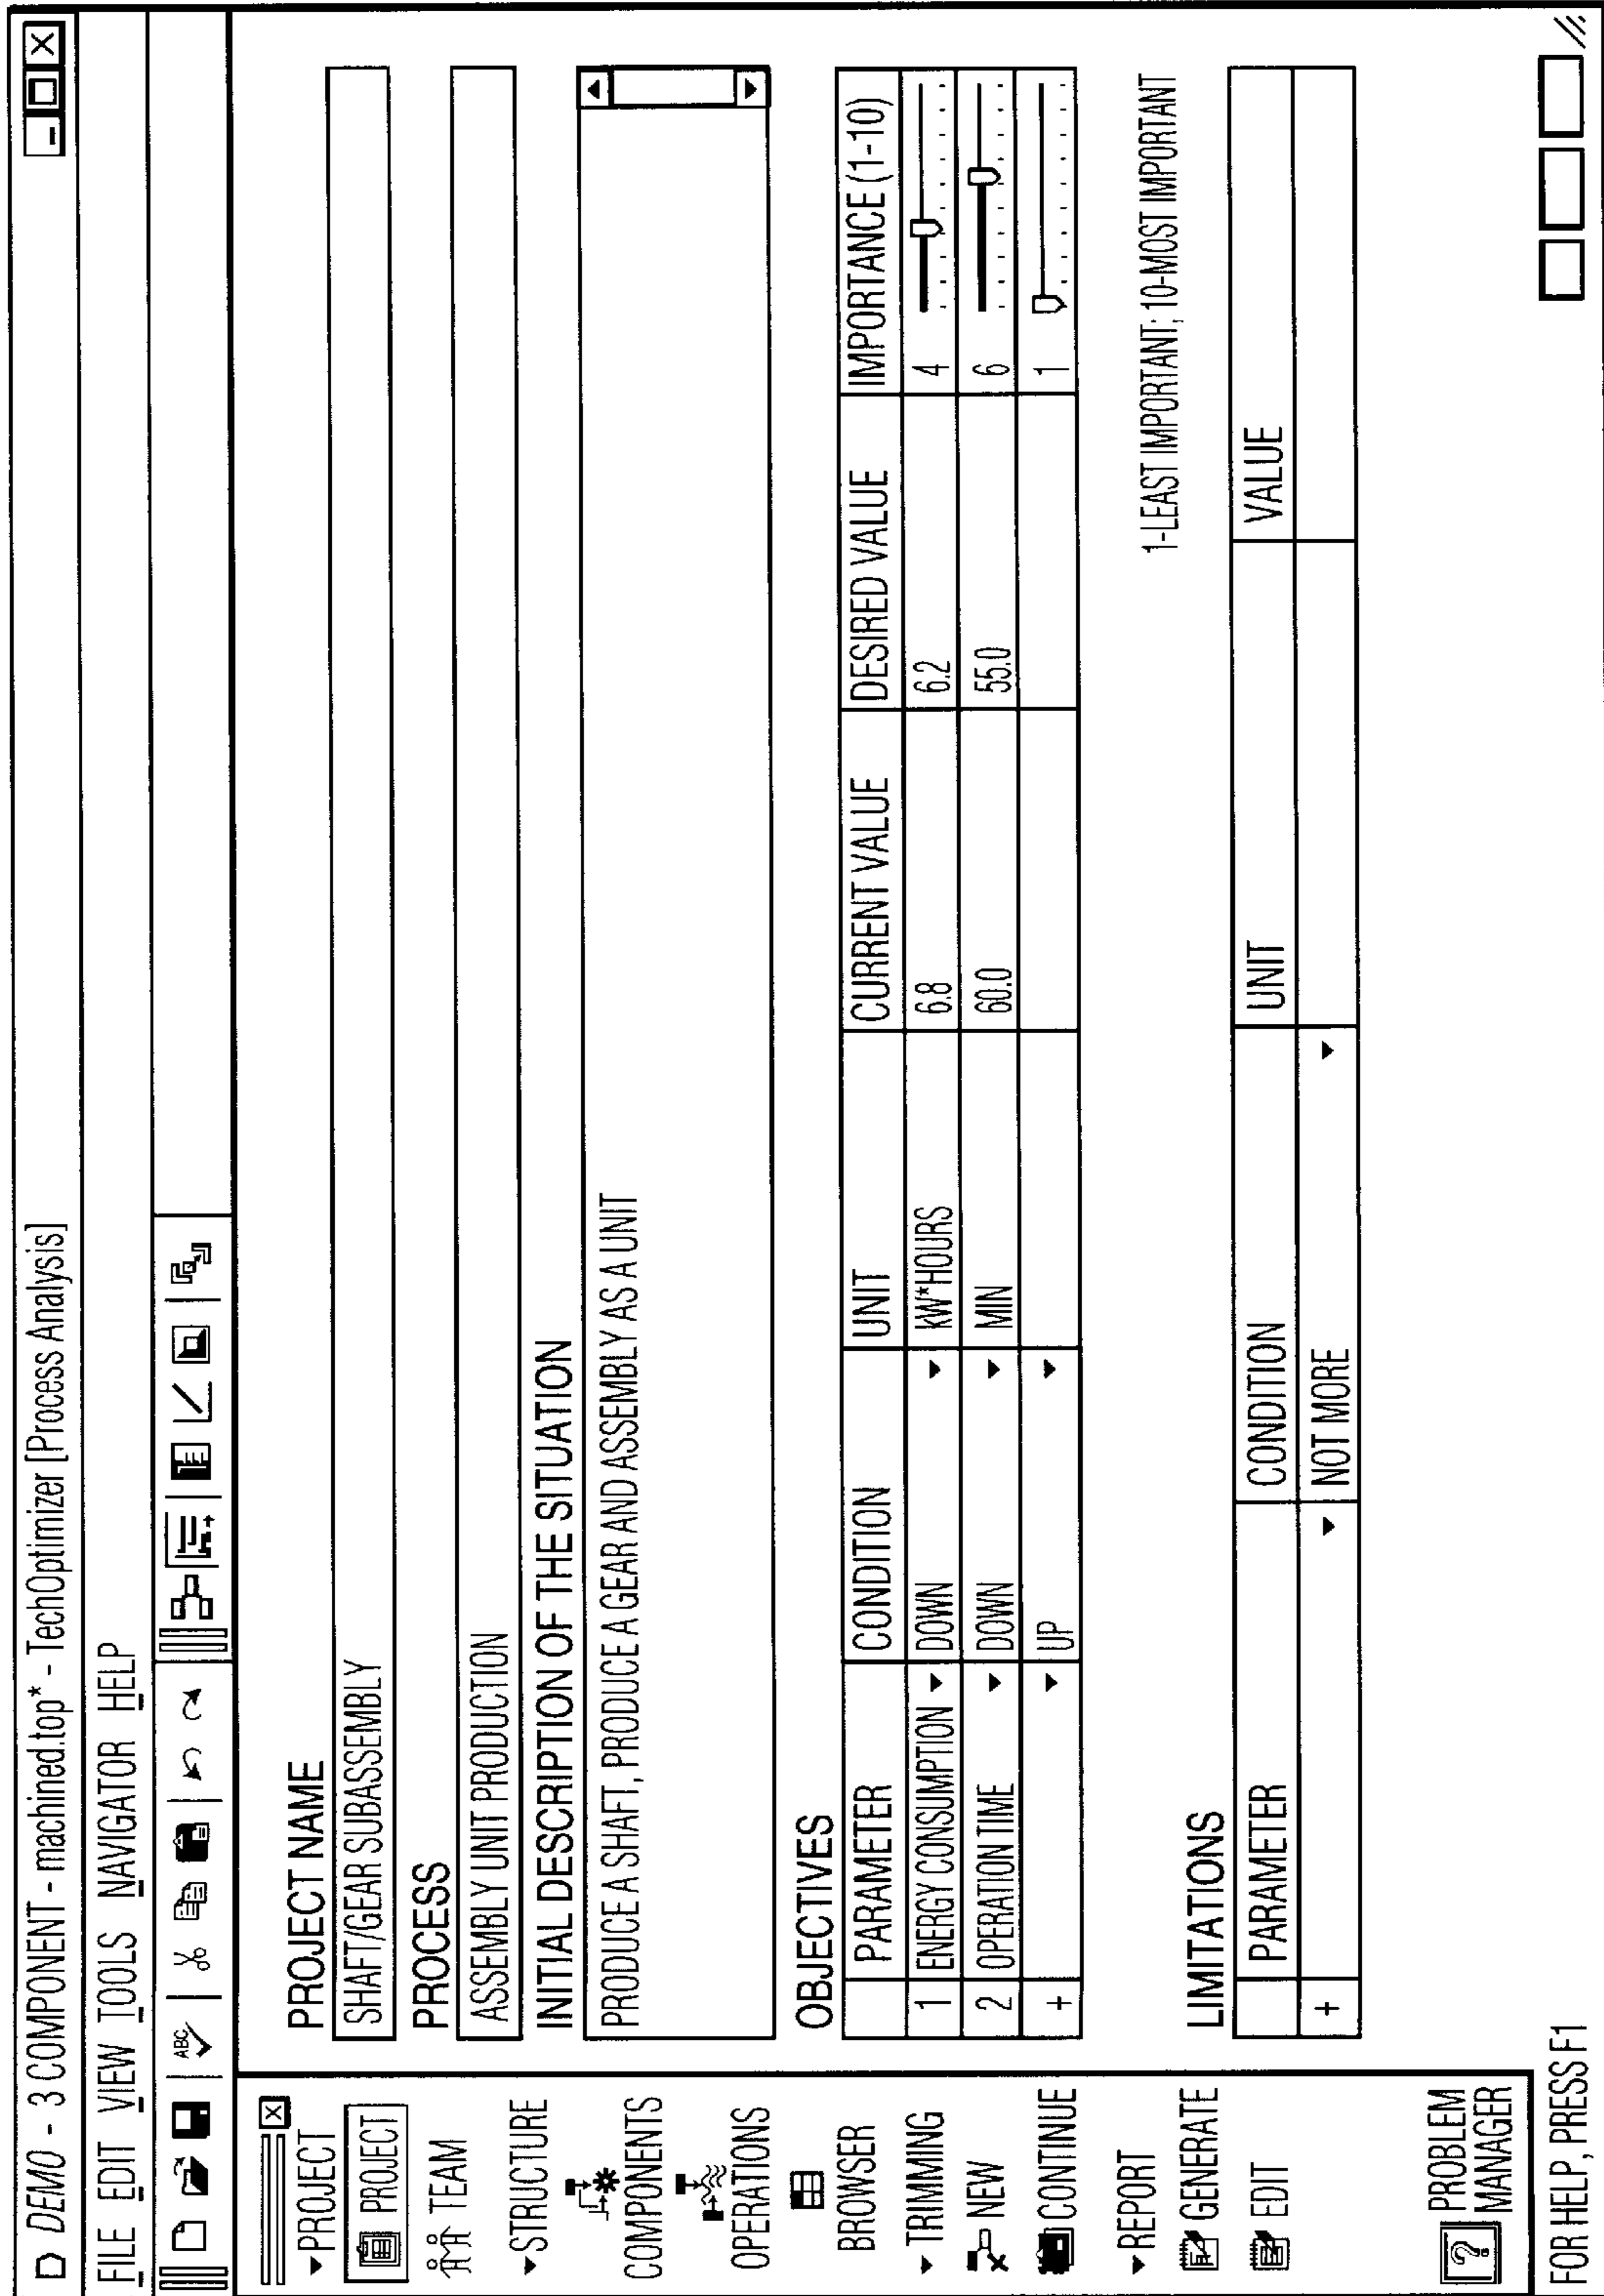 DEMO - 3 COMPONENT - machined.top* - TechOptimizer [Process Analysis]
FILE EDIT VIEW TOOLS NAVIGATOR HELP
ABC
PROJECT
PROJECT
TEAM
STRUCTURE
COMPONENTS
OPERATIONS
BROWSER
TRIMMING
NEW
CONTINUE
REPORT
GENERATE
EDIT
? PROBLEM
MANAGER
PROJECT NAME
SHAFT/GEAR SUBASSEMBLY
PROCESS
ASSEMBLY UNIT PRODUCTION
INITIAL DESCRIPTION OF THE SITUATION
PRODUCE A SHAFT, PRODUCE A GEAR AND ASSEMBLY AS A UNIT
OBJECTIVES
PARAMETER CONDITION UNIT CURRENT VALUE DESIRED VALUE IMPORTANCE (1-10)
1 ENERGY CONSUMPTION DOWN kW*HOURS 6.8 6.2 4
2 OPERATION TIME DOWN MIN 60.0 55.0 6
+ UP 1
1-LEAST IMPORTANT; 10-MOST IMPORTANT
LIMITATIONS
PARAMETER CONDITION UNIT VALUE
+ NOT MORE
FOR HELP, PRESS F1